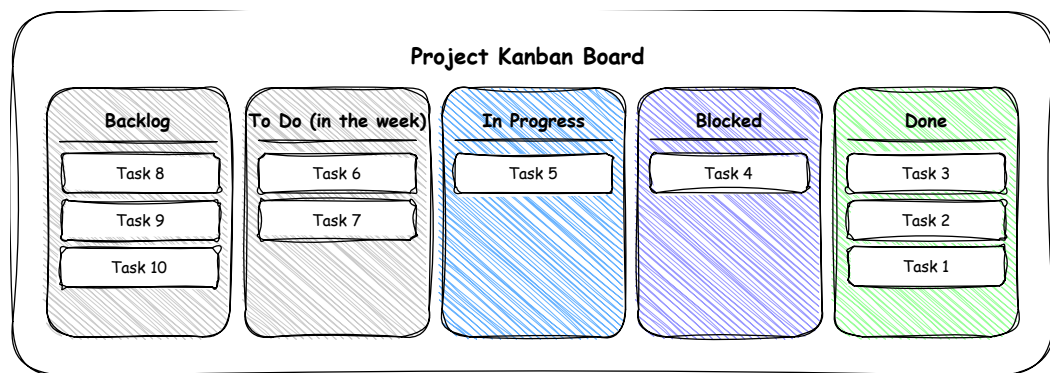 Project Kanban Board
Backlog
Task 8
Task 9
Task 10
To Do (in the week)
Task 6
Task 7
In Progress
Task 5
Blocked
Task 4
Done
Task 3
Task 2
Task 1